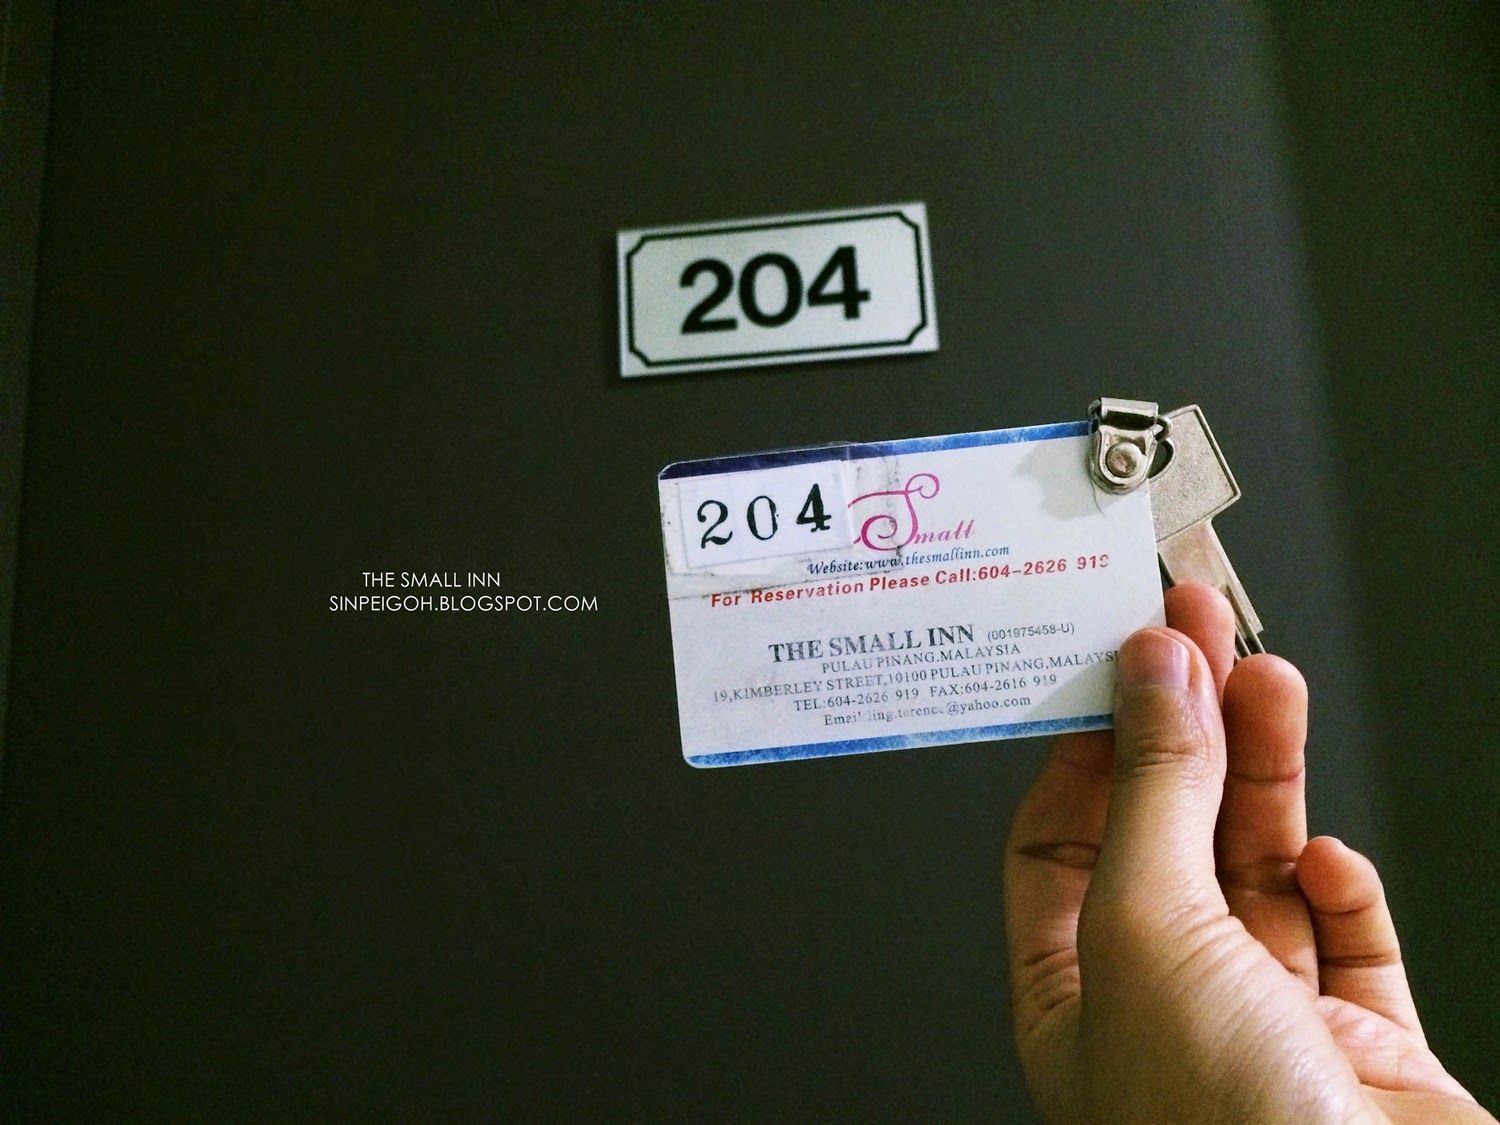 204
204
Small
Website:www.thesmallinn.com
For Reservation Please Call:604-2626 919
THE SMALL INN (001975458-U)
PULAU PINANG.MALAYSIA
19,KIMBERLEY STREET,10100 PULAU PINANG,MALAYSI
TEL:604-2626 919 FAX:604-2616 919
THE SMALL INN
SINPEIGOH.BLOGSPOT.COM